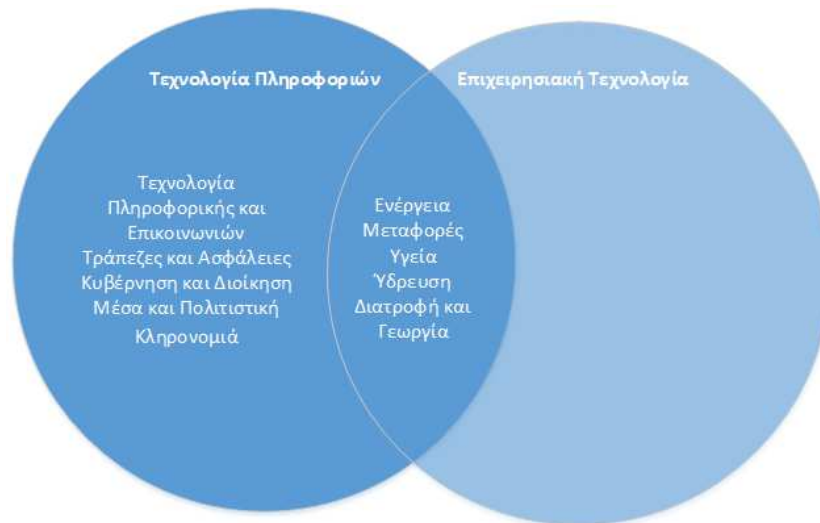 Τεχνολογία Πληροφοριών
Επιχειρησιακή Τεχνολογία
Τεχνολογία
Πληροφορικής και
Επικοινωνιών
Τράπεζες και Ασφάλειες
Κυβέρνηση και Διοίκηση
Μέσα και Πολιτιστική
Κληρονομιά
Ενέργεια
Μεταφορές
Υγεία
Ύδρευση
Διατροφή και
Γεωργία